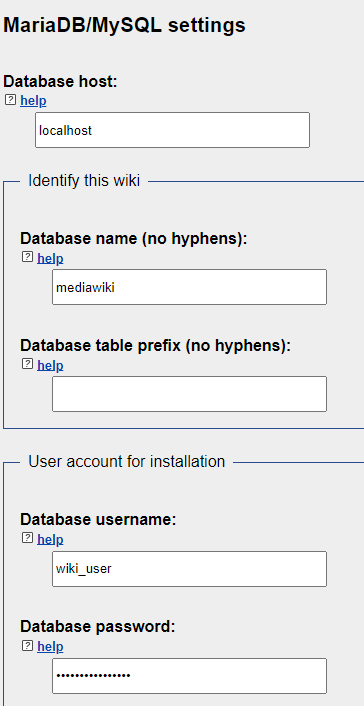 MariaDB/MySQL settings
Database host:
? help
localhost
Identify this wiki
Database name (no hyphens):
? help
mediawiki
Database table prefix (no hyphens):
? help
User account for installation
Database username:
? help
wiki_user
Database password:
? help
••••••••••••••••